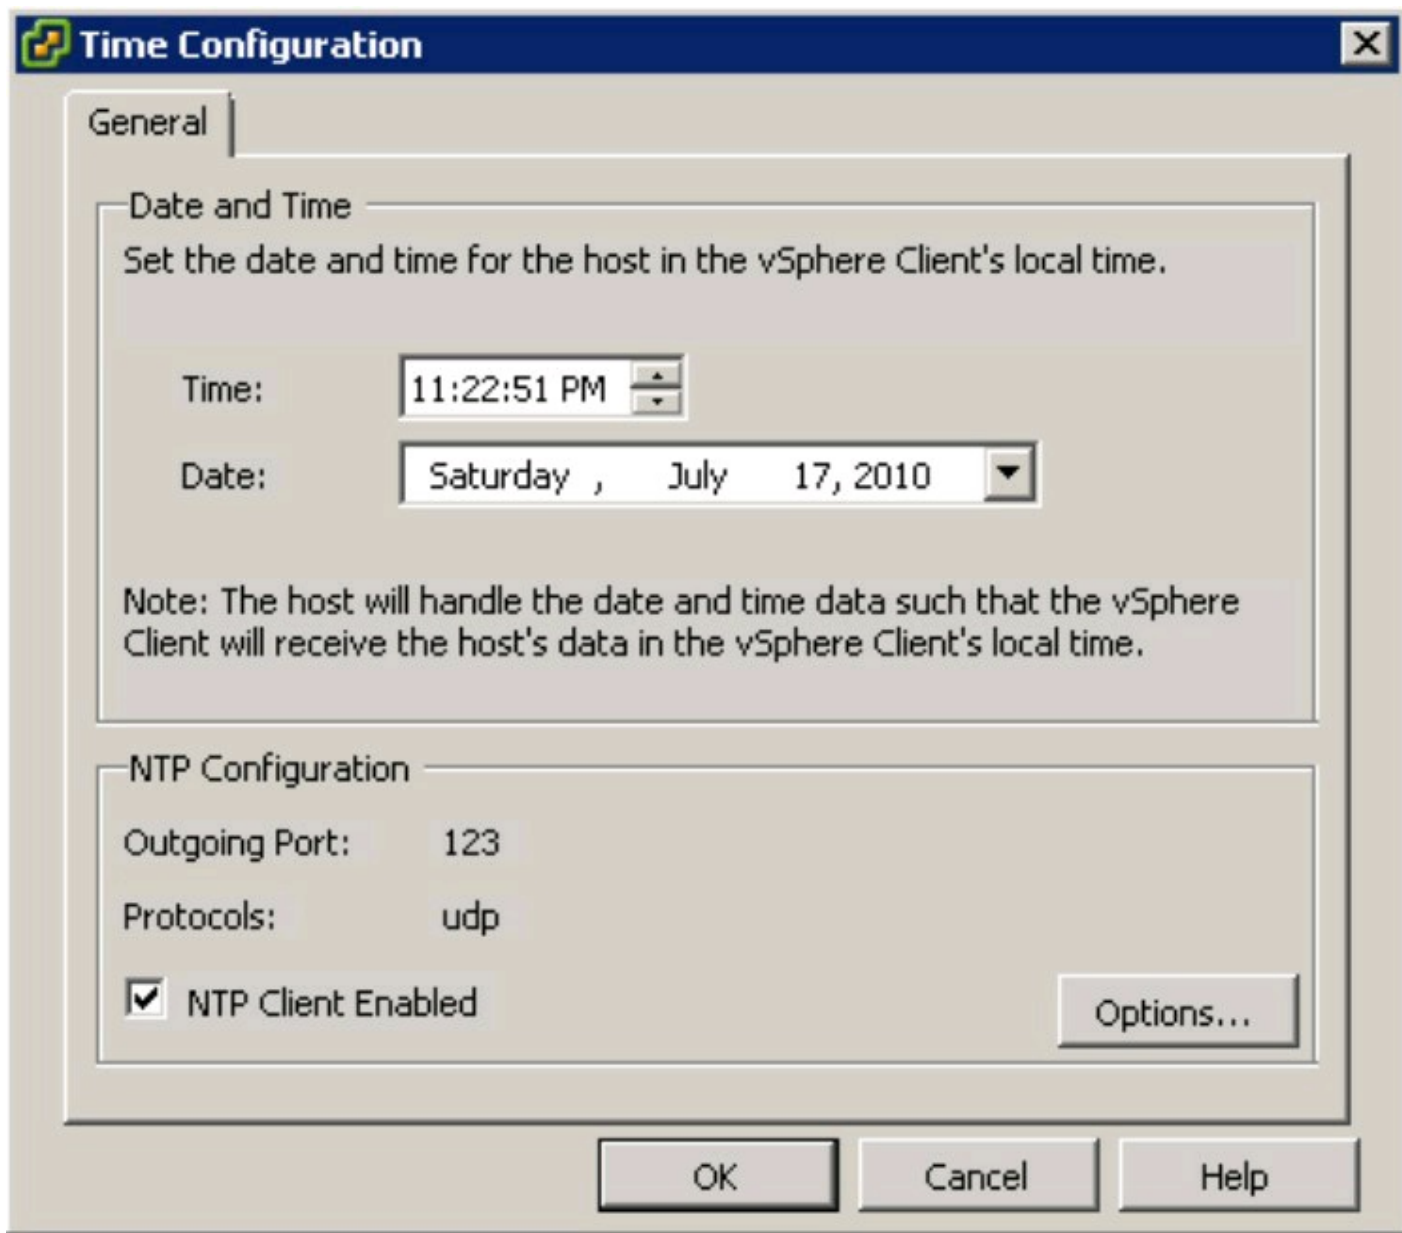 Time Configuration
General
Date and Time
Set the date and time for the host in the vSphere Client's local time.
Time: 11:22:51 PM
Date: Saturday , July 17, 2010
Note: The host will handle the date and time data such that the vSphere
Client will receive the host's data in the vSphere Client's local time.
NTP Configuration
Outgoing Port: 123
Protocols: udp
NTP Client Enabled
Options...
OK Cancel Help